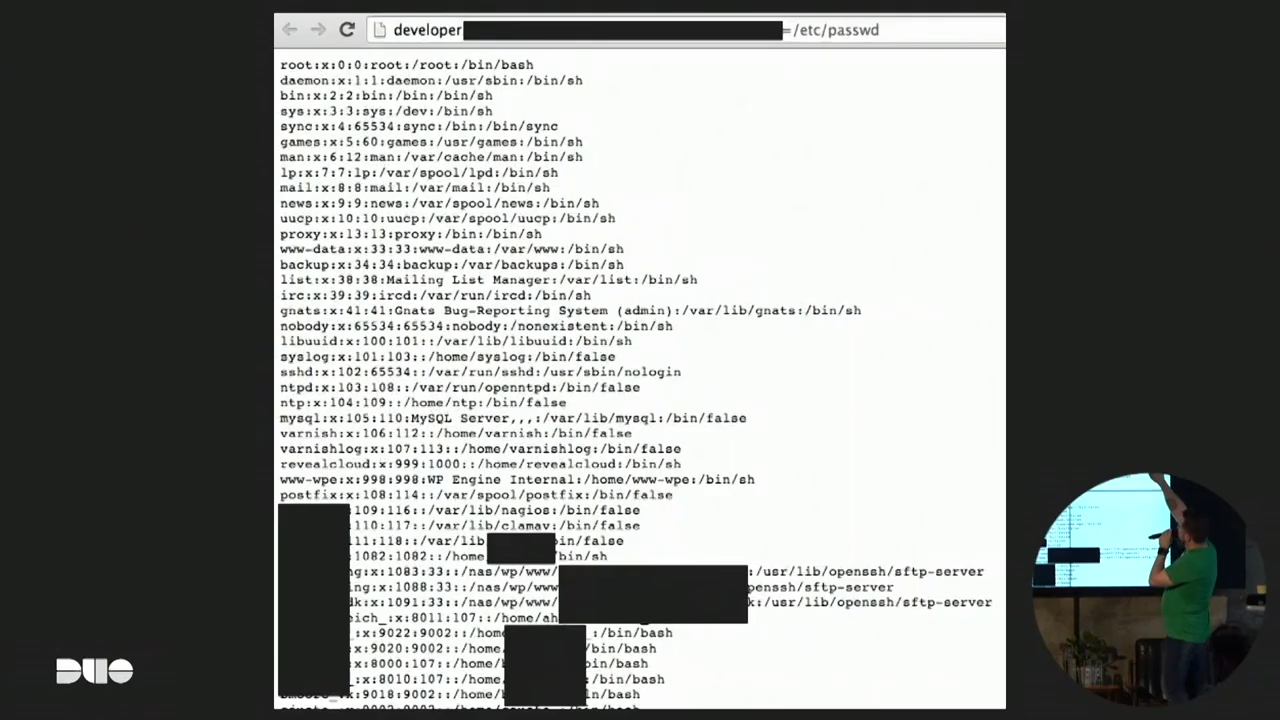 developer =/etc/passwd
root:x:0:0:root:/root:/bin/bash
daemon:x:1:1:daemon:/usr/sbin:/bin/sh
bin:x:2:2:bin:/bin:/bin/sh
sys:x:3:3:sys:/dev:/bin/sh
sync:x:4:65534:sync:/bin:/bin/sync
games:x:5:60:games:/usr/games:/bin/sh
man:x:6:12:man:/var/cache/man:/bin/sh
lp:x:7:7:lp:/var/spool/lpd:/bin/sh
mail:x:8:8:mail:/var/mail:/bin/sh
news:x:9:9:news:/var/spool/news:/bin/sh
uucp:x:10:10:uucp:/var/spool/uucp:/bin/sh
proxy:x:13:13:proxy:/bin:/bin/sh
www-data:x:33:33:www-data:/var/www:/bin/sh
backup:x:34:34:backup:/var/backups:/bin/sh
list:x:38:38:Mailing List Manager:/var/list:/bin/sh
irc:x:39:39:ircd:/var/run/ircd:/bin/sh
gnats:x:41:41:Gnats Bug-Reporting System (admin):/var/lib/gnats:/bin/sh
nobody:x:65534:65534:nobody:/nonexistent:/bin/sh
libuuid:x:100:101::/var/lib/libuuid:/bin/sh
syslog:x:101:103::/home/syslog:/bin/false
sshd:x:102:65534::/var/run/sshd:/usr/sbin/nologin
ntpd:x:103:108::/var/run/openntpd:/bin/false
ntp:x:104:109::/home/ntp:/bin/false
mysql:x:105:110:MySQL Server,,,:/var/lib/mysql:/bin/false
varnish:x:106:112::/home/varnish:/bin/false
varnishlog:x:107:113::/home/varnishlog:/bin/false
revealcloud:x:999:1000::/home/revealcloud:/bin/sh
www-wpe:x:998:998:WP Engine Internal:/home/www-wpe:/bin/sh
postfix:x:108:114::/var/spool/postfix:/bin/false
:109:116::/var/lib/nagios:/bin/false
:110:117::/var/lib/clamav:/bin/false
:111:118::/var/lib /bin/false
:1082:1082::/home bin/sh
ng:x:1083:33::/nas/wp/www/ :/usr/lib/openssh/sftp-server
ing:x:1088:33::/nas/wp/www/ penssh/sftp-server
dk:x:1091:33::/nas/wp/www/ k:/usr/lib/openssh/sftp-server
eich_:x:8011:107::/home/ah
_:x:9022:9002::/home _:/bin/bash
:x:9020:9002::/home /bin/bash
:x:8000:107::/home/ bin/bash
:x:8010:107::/home/ :/bin/bash
x:9018:9002::/home/ in/bash
DUO